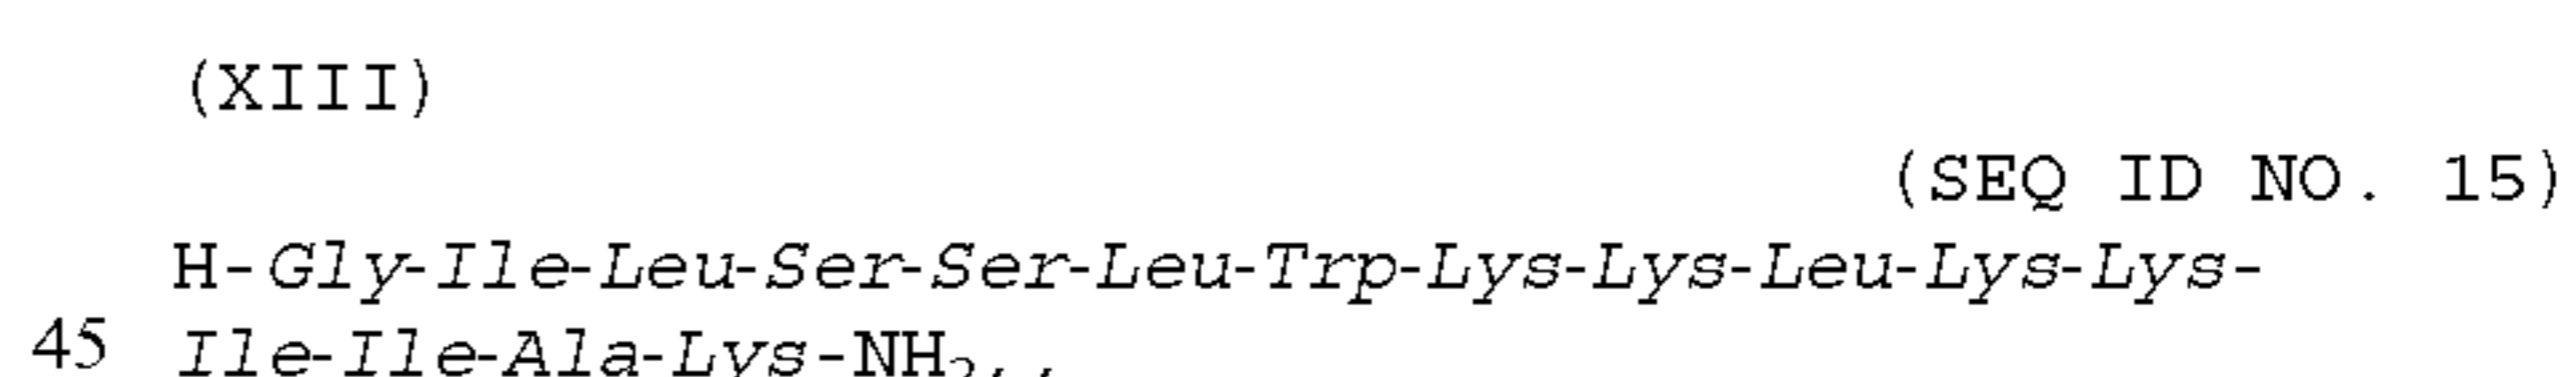 (XIII)
(SEQ ID NO. 15)
H-Gly-Ile-Leu-Ser-Ser-Leu-Trp-Lys-Lys-Leu-Lys-Lys-
45 Ile-Ile-Ala-Lys-NH₂,,